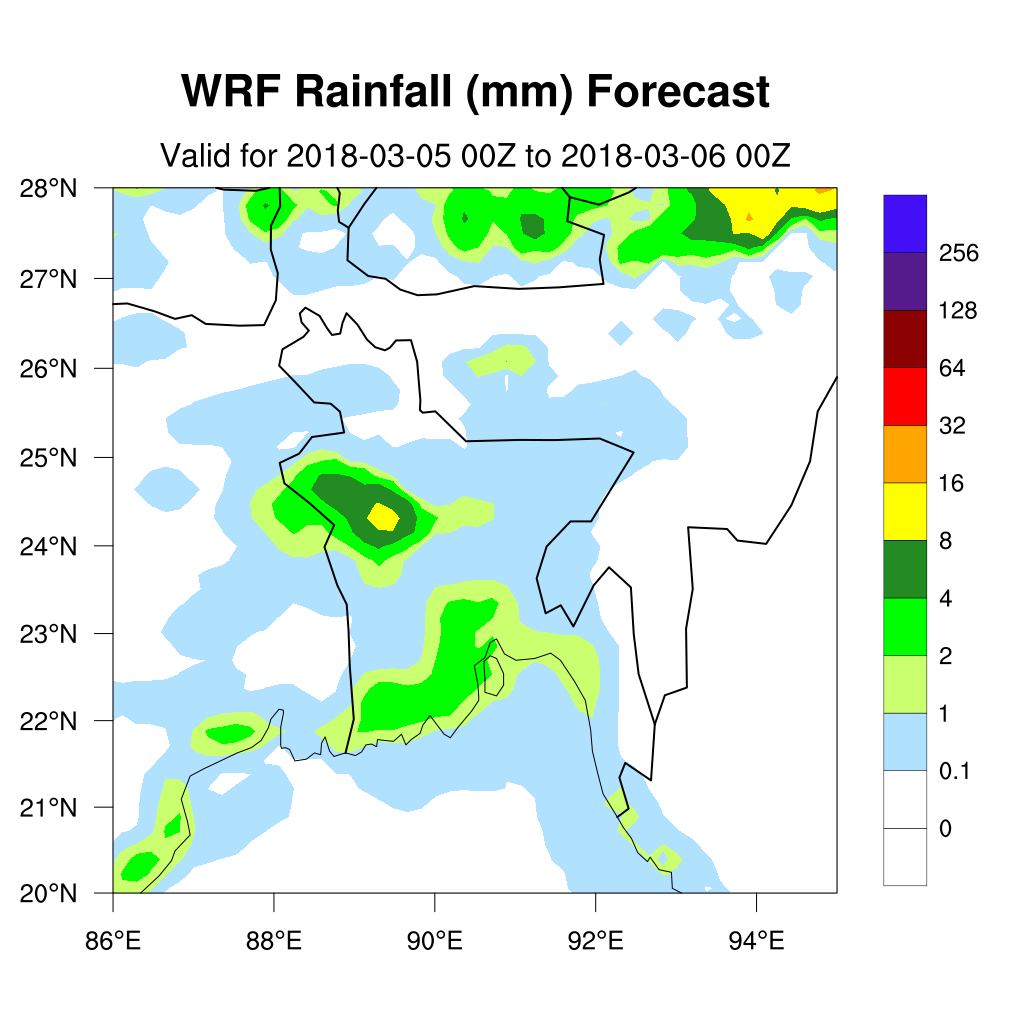 WRF Rainfall (mm) Forecast
Valid for 2018-03-05 00Z to 2018-03-06 00Z
28°N
27°N
26°N
25°N
24°N
23°N
22°N
21°N
20°N
86°E
88°E
90°E
92°E
94°E
256
128
64
32
16
8
4
2
1
0.1
0